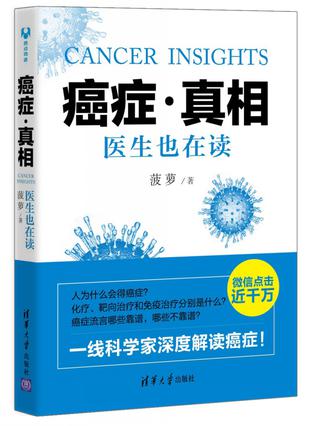 果壳阅读
癌症·真相
CANCER
INSIGHTS
医生也在读
菠萝/著
清华大学出版社
CANCER INSIGHTS
癌症·真相
医生也在读
菠萝/著
微信点击
近千万
人为什么会得癌症?
化疗、靶向治疗和免疫治疗分别是什么?
癌症流言哪些靠谱,哪些不靠谱?
一线科学家深度解读癌症!
清华大学出版社